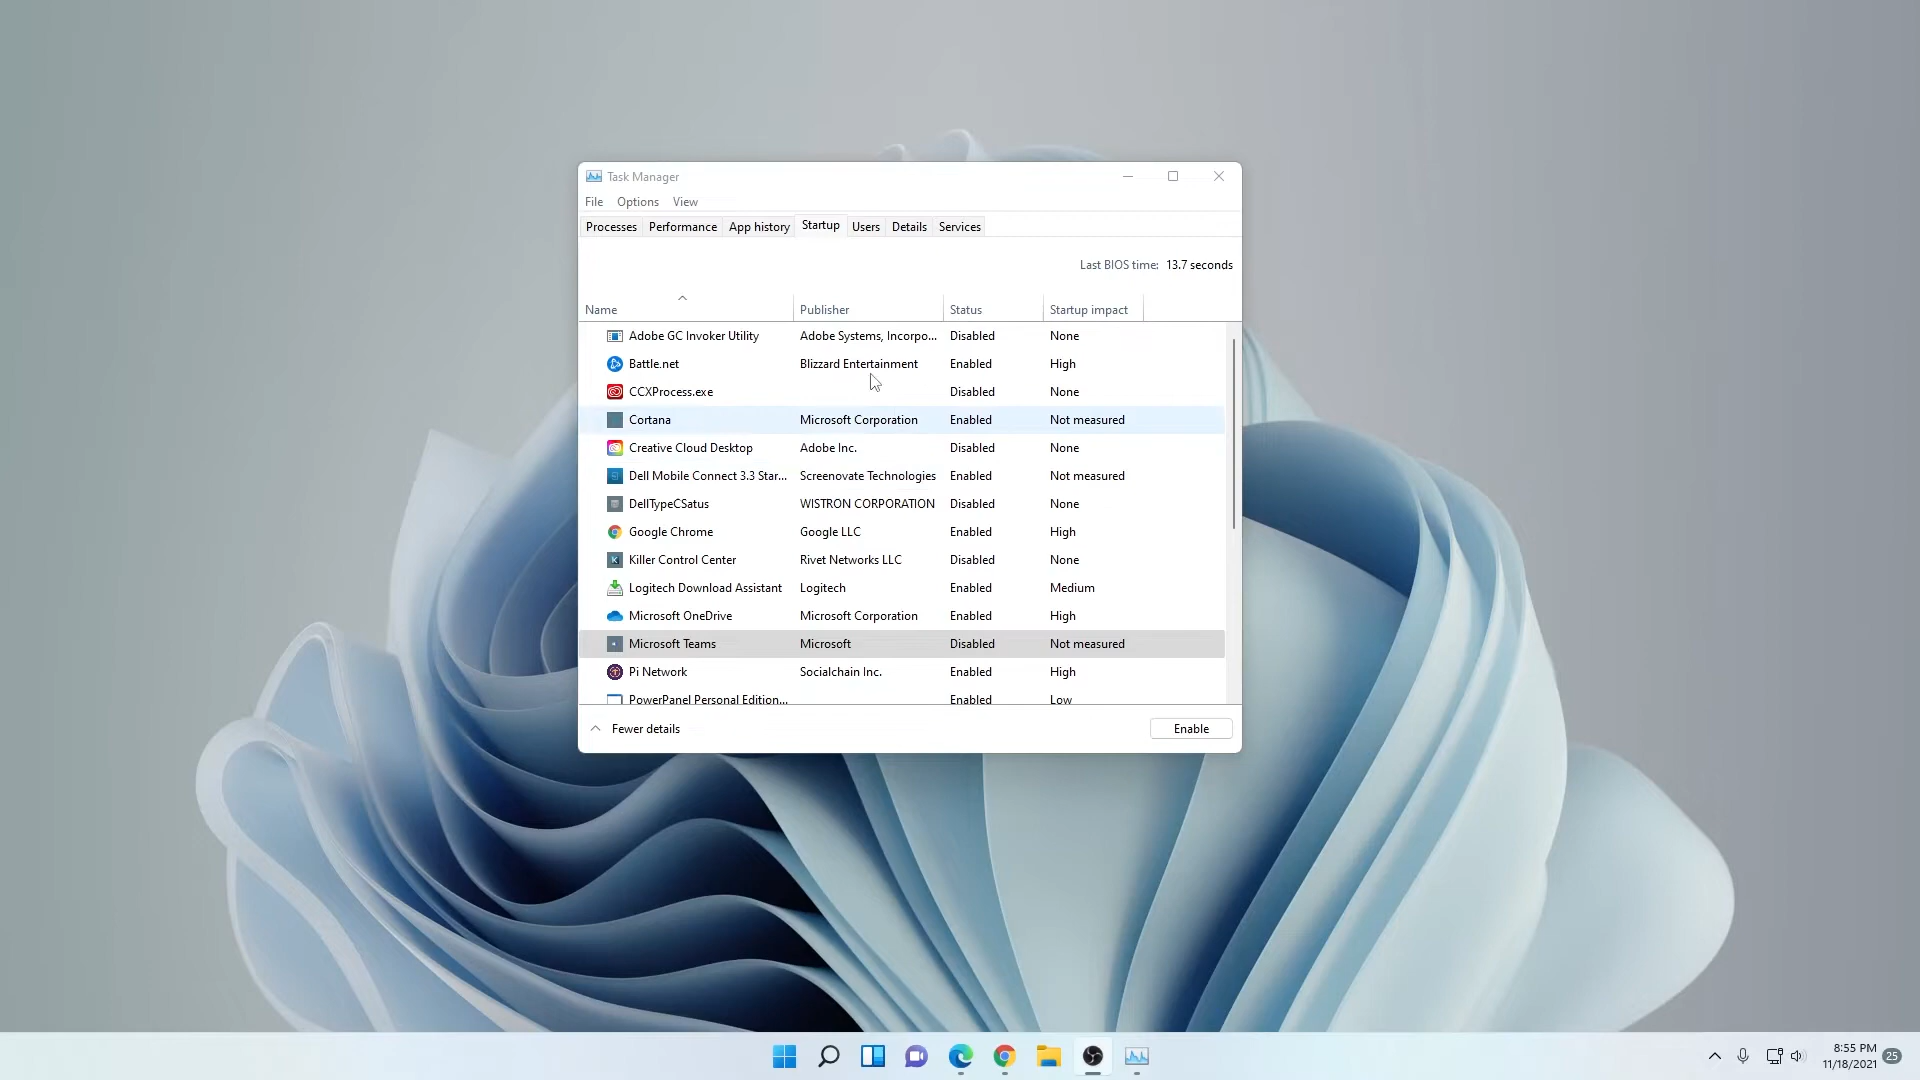 Task Manager
File Options View
Processes Performance App history Startup Users Details Services
Last BIOS time: 13.7 seconds
Name Publisher Status Startup impact
Adobe GC Invoker Utility Adobe Systems, Incorpo... Disabled None
Battle.net Blizzard Entertainment Enabled High
CCXProcess.exe Disabled None
Cortana Microsoft Corporation Enabled Not measured
Creative Cloud Desktop Adobe Inc. Disabled None
Dell Mobile Connect 3.3 Star... Screenovate Technologies Enabled Not measured
DellTypeCSatus WISTRON CORPORATION Disabled None
Google Chrome Google LLC Enabled High
Killer Control Center Rivet Networks LLC Disabled None
Logitech Download Assistant Logitech Enabled Medium
Microsoft OneDrive Microsoft Corporation Enabled High
Microsoft Teams Microsoft Disabled Not measured
Pi Network Socialchain Inc. Enabled High
PowerPanel Personal Edition... Enabled Low
Fewer details Enable
8:55 PM
11/18/2021 25